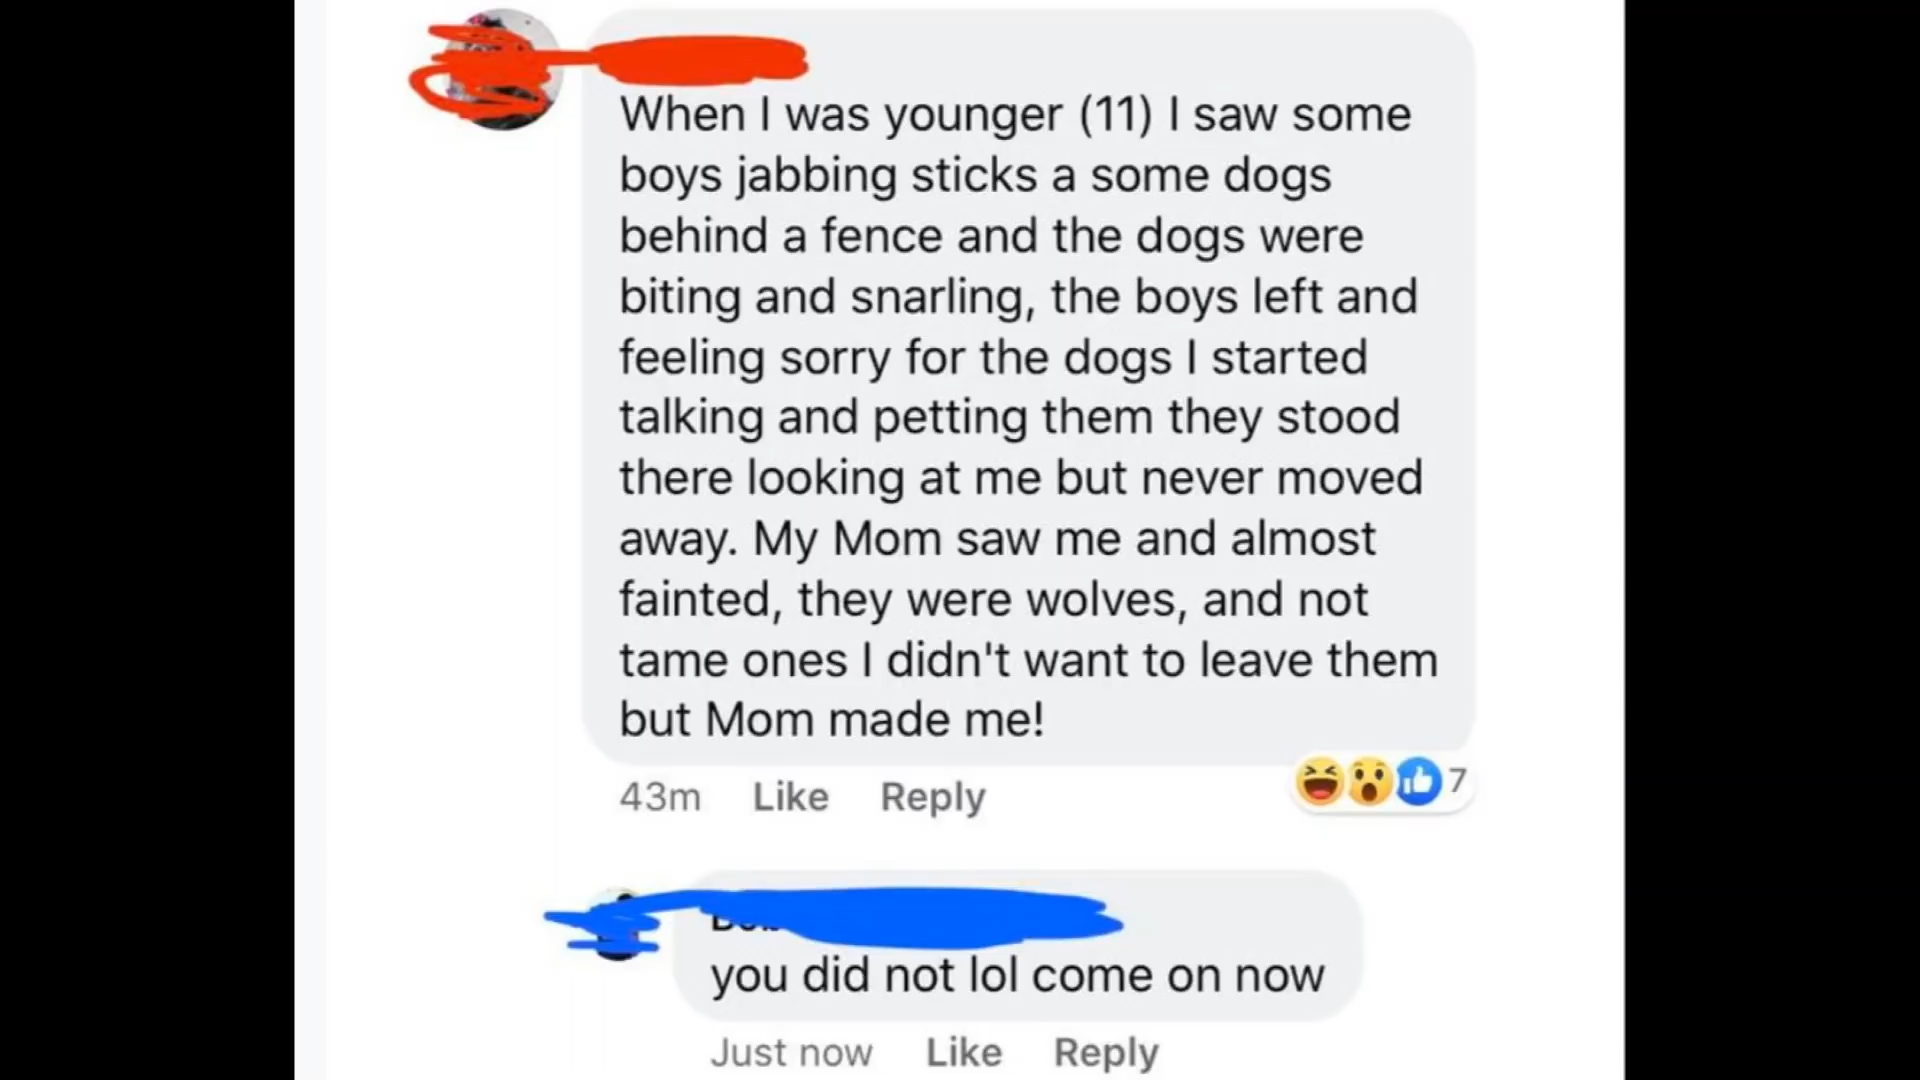 When I was younger (11) I saw some
boys jabbing sticks a some dogs
behind a fence and the dogs were
biting and snarling, the boys left and
feeling sorry for the dogs I started
talking and petting them they stood
there looking at me but never moved
away. My Mom saw me and almost
fainted, they were wolves, and not
tame ones I didn't want to leave them
but Mom made me!
43m Like Reply 7
you did not lol come on now
Just now Like Reply